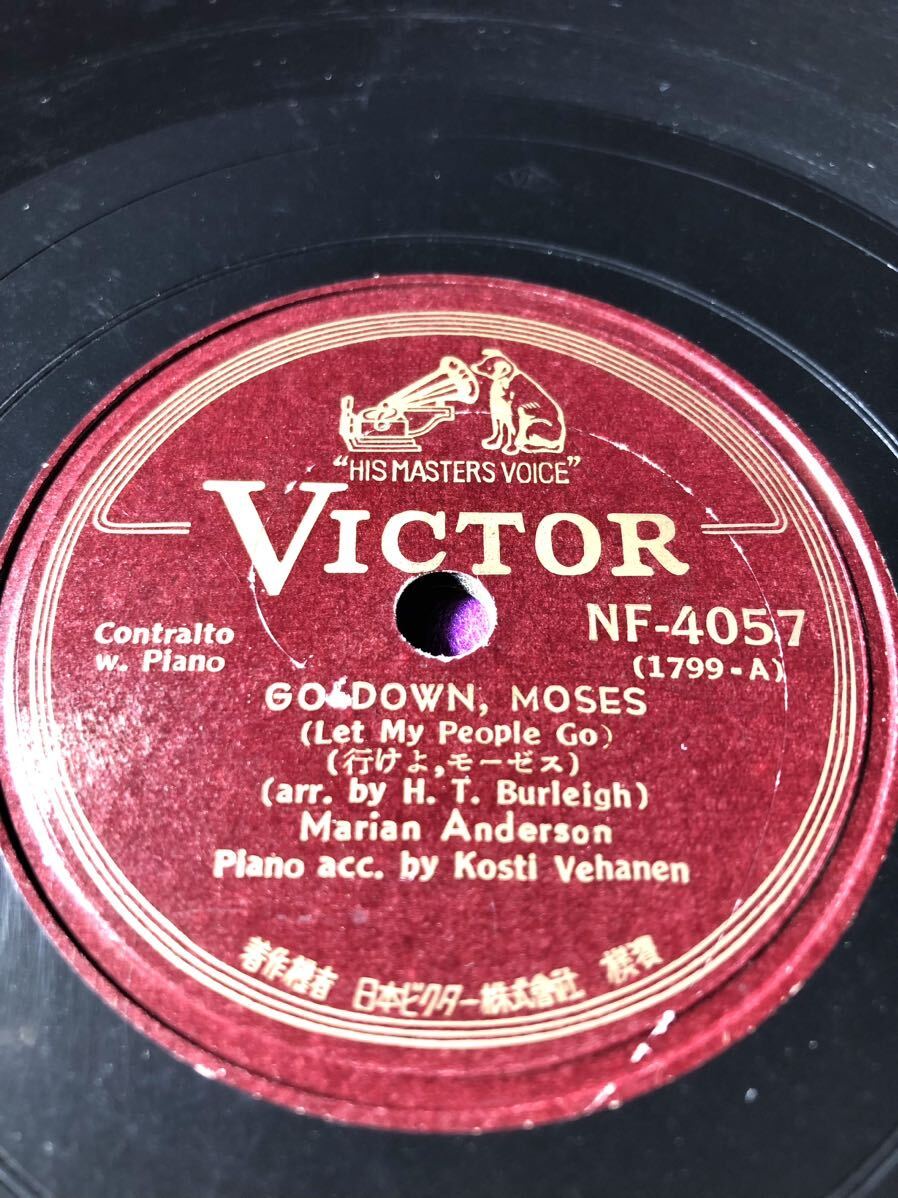 "HIS MASTERS VOICE"
VICTOR
Contralto
w. Piano
NF-4057
(1799-A)
GO DOWN, MOSES
(Let My People Go)
(行けよ,モーゼス)
(arr. by H. T. Burleigh)
Marian Anderson
Piano acc. by Kosti Vehanen
著作権者 日本ビクター株式會社 横濱